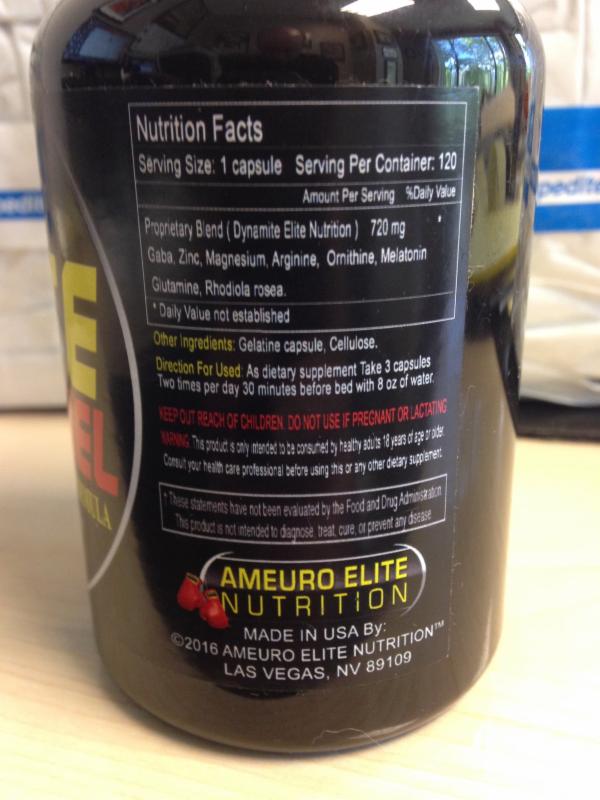 Nutrition Facts
Serving Size: 1 capsule Serving Per Container: 120
Amount Per Serving %Daily Value
Proprietary Blend ( Dynamite Elite Nutrition ) 720 mg *
Gaba, Zinc, Magnesium, Arginine, Ornithine, Melatonin
Glutamine, Rhodiola rosea.
* Daily Value not established
Other Ingredients: Gelatine capsule, Cellulose.
Direction For Used: As dietary supplement Take 3 capsules
Two times per day 30 minutes before bed with 8 oz of water.
KEEP OUT REACH OF CHILDREN. DO NOT USE IF PREGNANT OR LACTATING
WARNING: This product is only intended to be consumed by healthy adults 18 years of age or older.
Consult your health care professional before using this or any other dietary supplement.
† These statements have not been evaluated by the Food and Drug Administration.
This product is not intended to diagnose, treat, cure, or prevent any disease.
AMEURO ELITE
NUTRITION
MADE IN USA By:
©2016 AMEURO ELITE NUTRITION™
LAS VEGAS, NV 89109